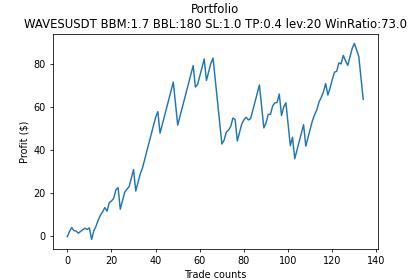 Portfolio
WAVESUSDT BBM:1.7 BBL:180 SL:1.0 TP:0.4 lev:20 WinRatio:73.0
Profit ($)
80
60
40
20
0
0 20 40 60 80 100 120 140
Trade counts